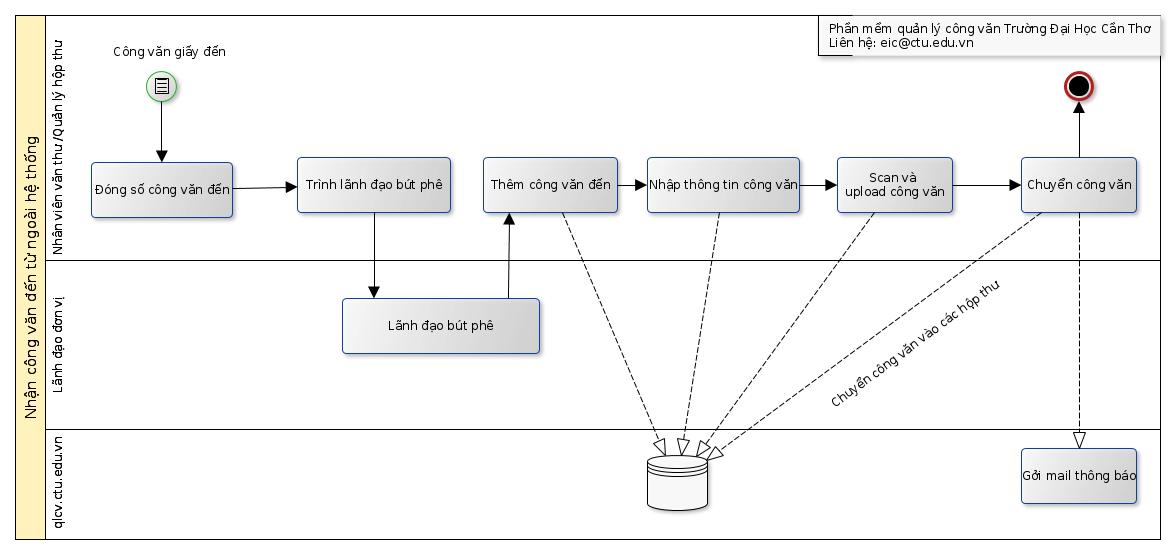 Phần mềm quản lý công văn Trường Đại Học Cần Thơ
Liên hệ: eic@ctu.edu.vn
Nhận công văn đến từ ngoài hệ thống
Nhân viên văn thư /Quản lý hộp thư
Công văn giấy đến
Đóng số công văn đến
Trình lãnh đạo bút phê
Thêm công văn đến
Nhập thông tin công văn
Scan và
upload công văn
Chuyển công văn
Lãnh đạo đơn vị
Lãnh đạo bút phê
Chuyển công văn vào các hộp thư
qlcv.ctu.edu.vn
Gởi mail thông báo